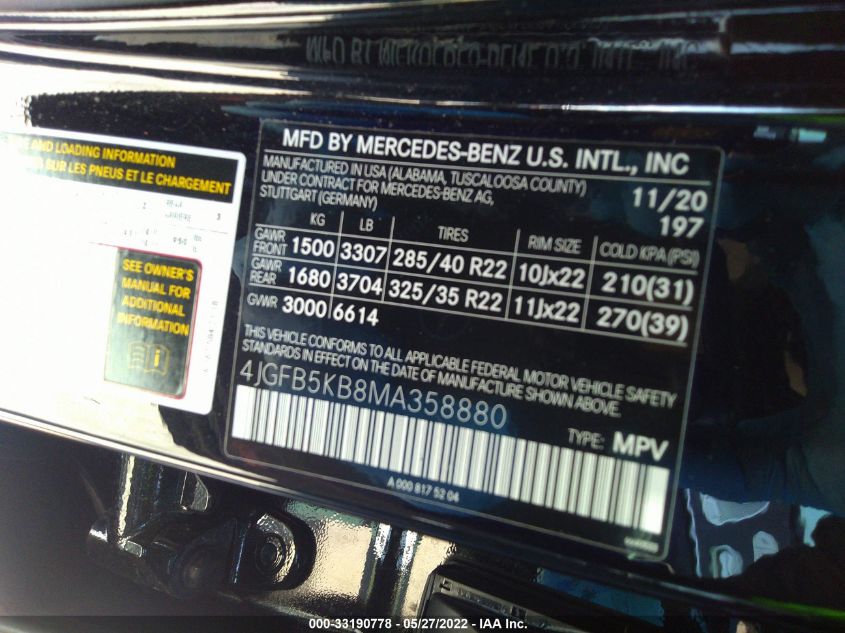 AND LOADING INFORMATION
SUR LES PNEUS ET LE CHARGEMENT
SEE OWNER'S
MANUAL FOR
ADDITIONAL
INFORMATION
MFD BY MERCEDES-BENZ U.S. INTL., INC
MANUFACTURED IN USA (ALABAMA, TUSCALOOSA COUNTY)
UNDER CONTRACT FOR MERCEDES-BENZ AG,
STUTTGART (GERMANY)
11/20
197
KG LB TIRES RIM SIZE COLD KPA (PSI)
GAWR FRONT 1500 3307 285/40 R22 10Jx22 210(31)
GAWR REAR 1680 3704 325/35 R22 11Jx22 270(39)
GVWR 3000 6614
THIS VEHICLE CONFORMS TO ALL APPLICABLE FEDERAL MOTOR VEHICLE SAFETY
STANDARDS IN EFFECT ON THE DATE OF MANUFACTURE SHOWN ABOVE.
4JGFB5KB8MA358880
TYPE: MPV
A 000 817 52 04
000-33190778 - 05/27/2022 - IAAI.com